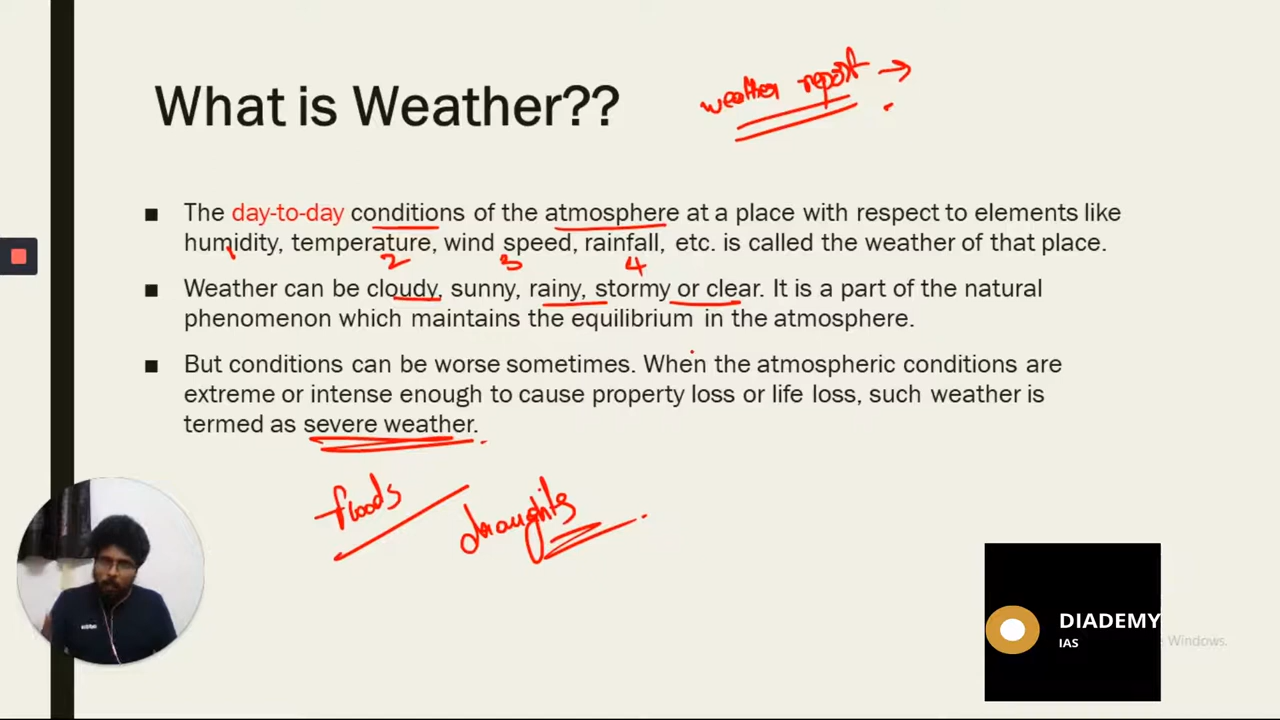 weather report →
What is Weather??
■ The day-to-day conditions of the atmosphere at a place with respect to elements like
humidity, temperature, wind speed, rainfall, etc. is called the weather of that place.
1 2 3 4
■ Weather can be cloudy, sunny, rainy, stormy or clear. It is a part of the natural
phenomenon which maintains the equilibrium in the atmosphere.
■ But conditions can be worse sometimes. When the atmospheric conditions are
extreme or intense enough to cause property loss or life loss, such weather is
termed as severe weather.
floods
draughts
DIADEMY
IAS
Windows.